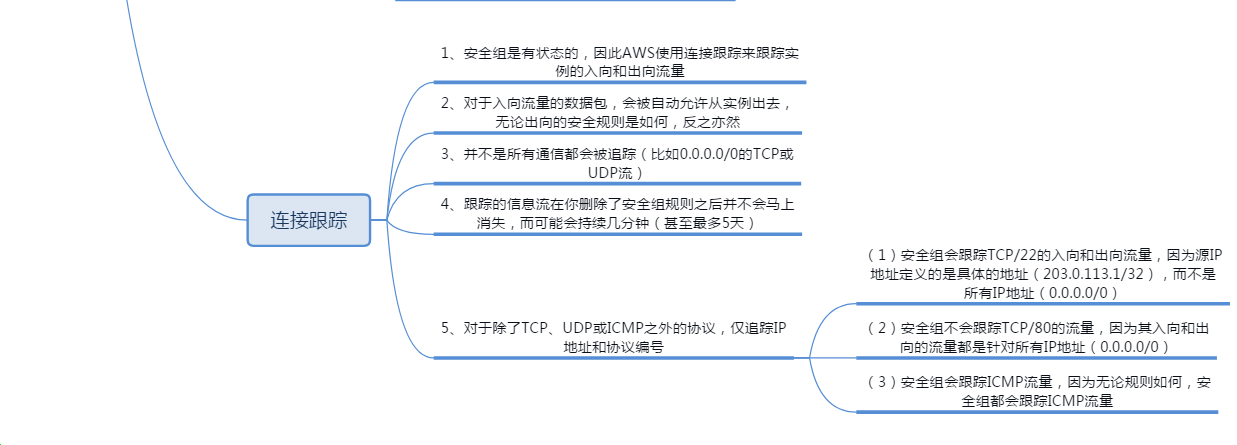 1、安全组是有状态的，因此AWS使用连接跟踪来跟踪实
例的入向和出向流量
2、对于入向流量的数据包，会被自动允许从实例出去，
无论出向的安全规则是如何，反之亦然
3、并不是所有通信都会被追踪（比如0.0.0.0/0的TCP或
UDP流）
4、跟踪的信息流在你删除了安全组规则之后并不会马上
消失，而可能会持续几分钟（甚至最多5天）
连接跟踪
5、对于除了TCP、UDP或ICMP之外的协议，仅追踪IP
地址和协议编号
（1）安全组会跟踪TCP/22的入向和出向流量，因为源IP
地址定义的是具体的地址（203.0.113.1/32），而不是
所有IP地址（0.0.0.0/0）
（2）安全组不会跟踪TCP/80的流量，因为其入向和出
向的流量都是针对所有IP地址（0.0.0.0/0）
（3）安全组会跟踪ICMP流量，因为无论规则如何，安
全组都会跟踪ICMP流量